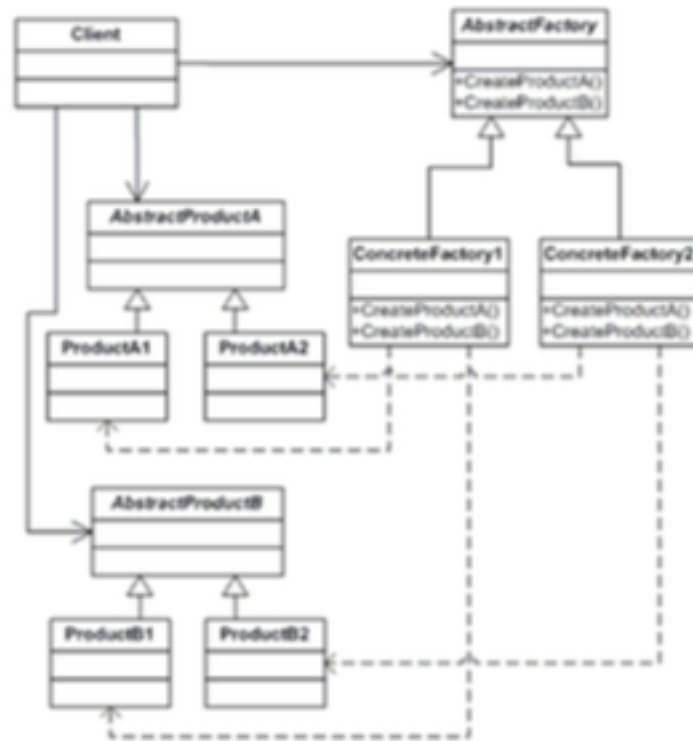 Client
AbstractFactory
+CreateProductA()
+CreateProductB()
AbstractProductA
ConcreteFactory1
+CreateProductA()
+CreateProductB()
ConcreteFactory2
+CreateProductA()
+CreateProductB()
ProductA1
ProductA2
AbstractProductB
ProductB1
ProductB2